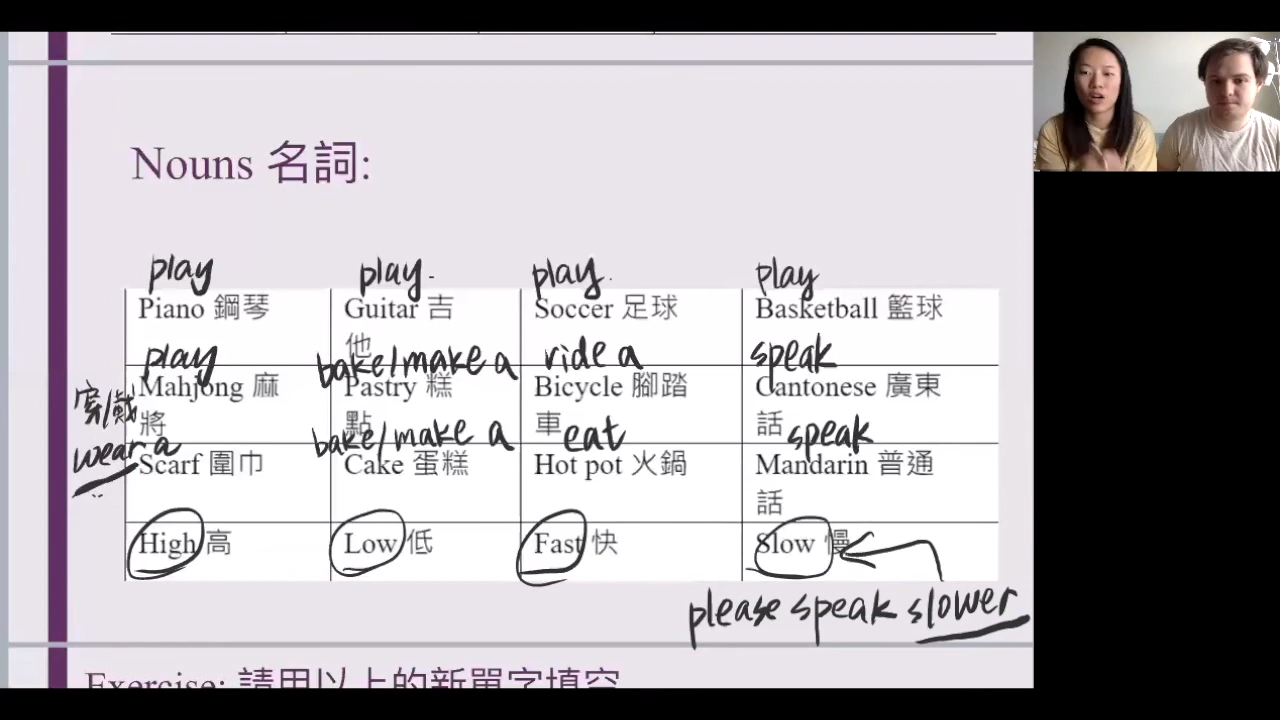 Nouns 名詞:
play play. play. play
Piano 鋼琴 Guitar 吉他 Soccer 足球 Basketball 籃球
play bake/make a ride a speak
Mahjong 麻將 Pastry 糕點 Bicycle 腳踏車 Cantonese 廣東話
穿/戴
wear a bake/make a eat speak
Scarf 圍巾 Cake 蛋糕 Hot pot 火鍋 Mandarin 普通話
High 高 Low 低 Fast 快 Slow 慢
please speak slower
Exercise: 請用以上的新單字填空